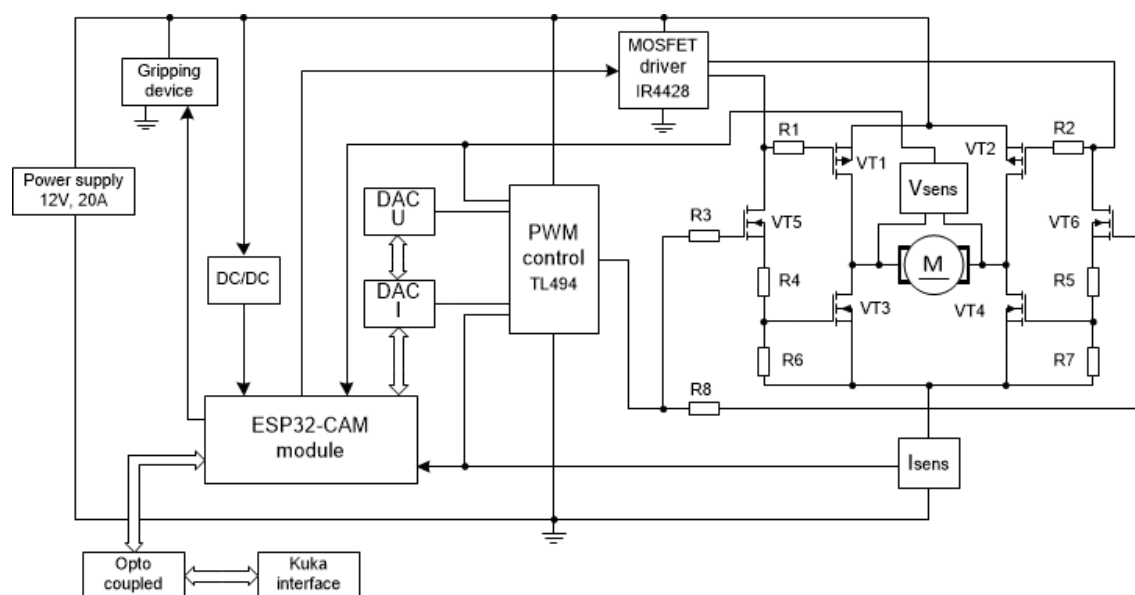 MOSFET
driver
IR4428
Gripping
device
R1
R2
VT1
VT2
Power supply
12V, 20A
Vsens
DAC
U
R3
VT5
VT6
PWM
control
TL494
M
DC/DC
R4
R5
DAC
I
VT3
VT4
R6
R7
R8
ESP32-CAM
module
Isens
Opto
coupled
Kuka
interface